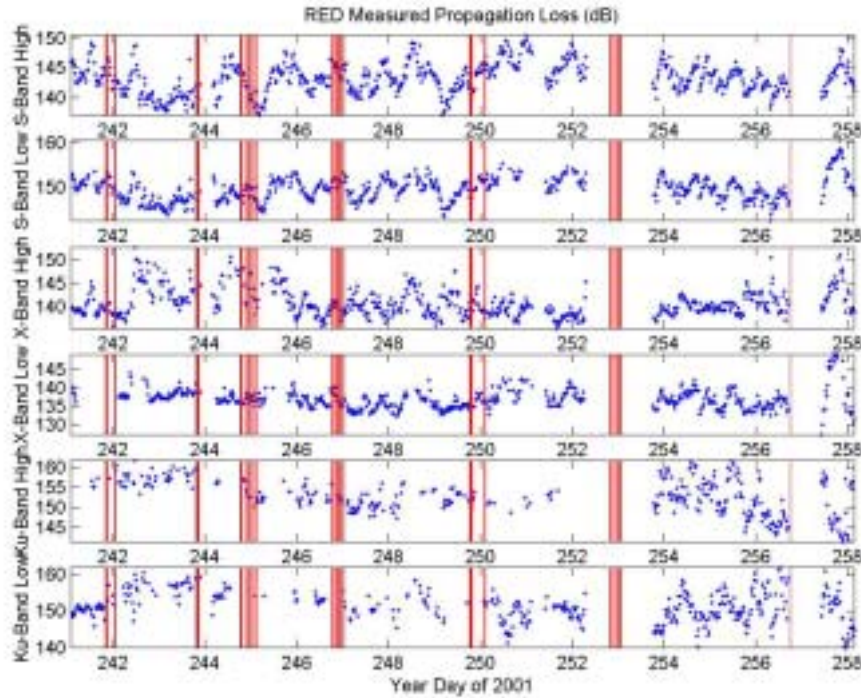 RED Measured Propagation Loss (dB)
S-Band High
150
140
242 244 246 248 250 252 254 256 258
S-Band Low
160
150
242 244 246 248 250 252 254 256 258
X-Band High
150
145
140
242 244 246 248 250 252 254 256 258
X-Band Low
145
140
135
130
242 244 246 248 250 252 254 256 258
Ku-Band High
160
155
150
145
242 244 246 248 250 252 254 256 258
Ku-Band Low
160
150
140
242 244 246 248 250 252 254 256 258
Year Day of 2001